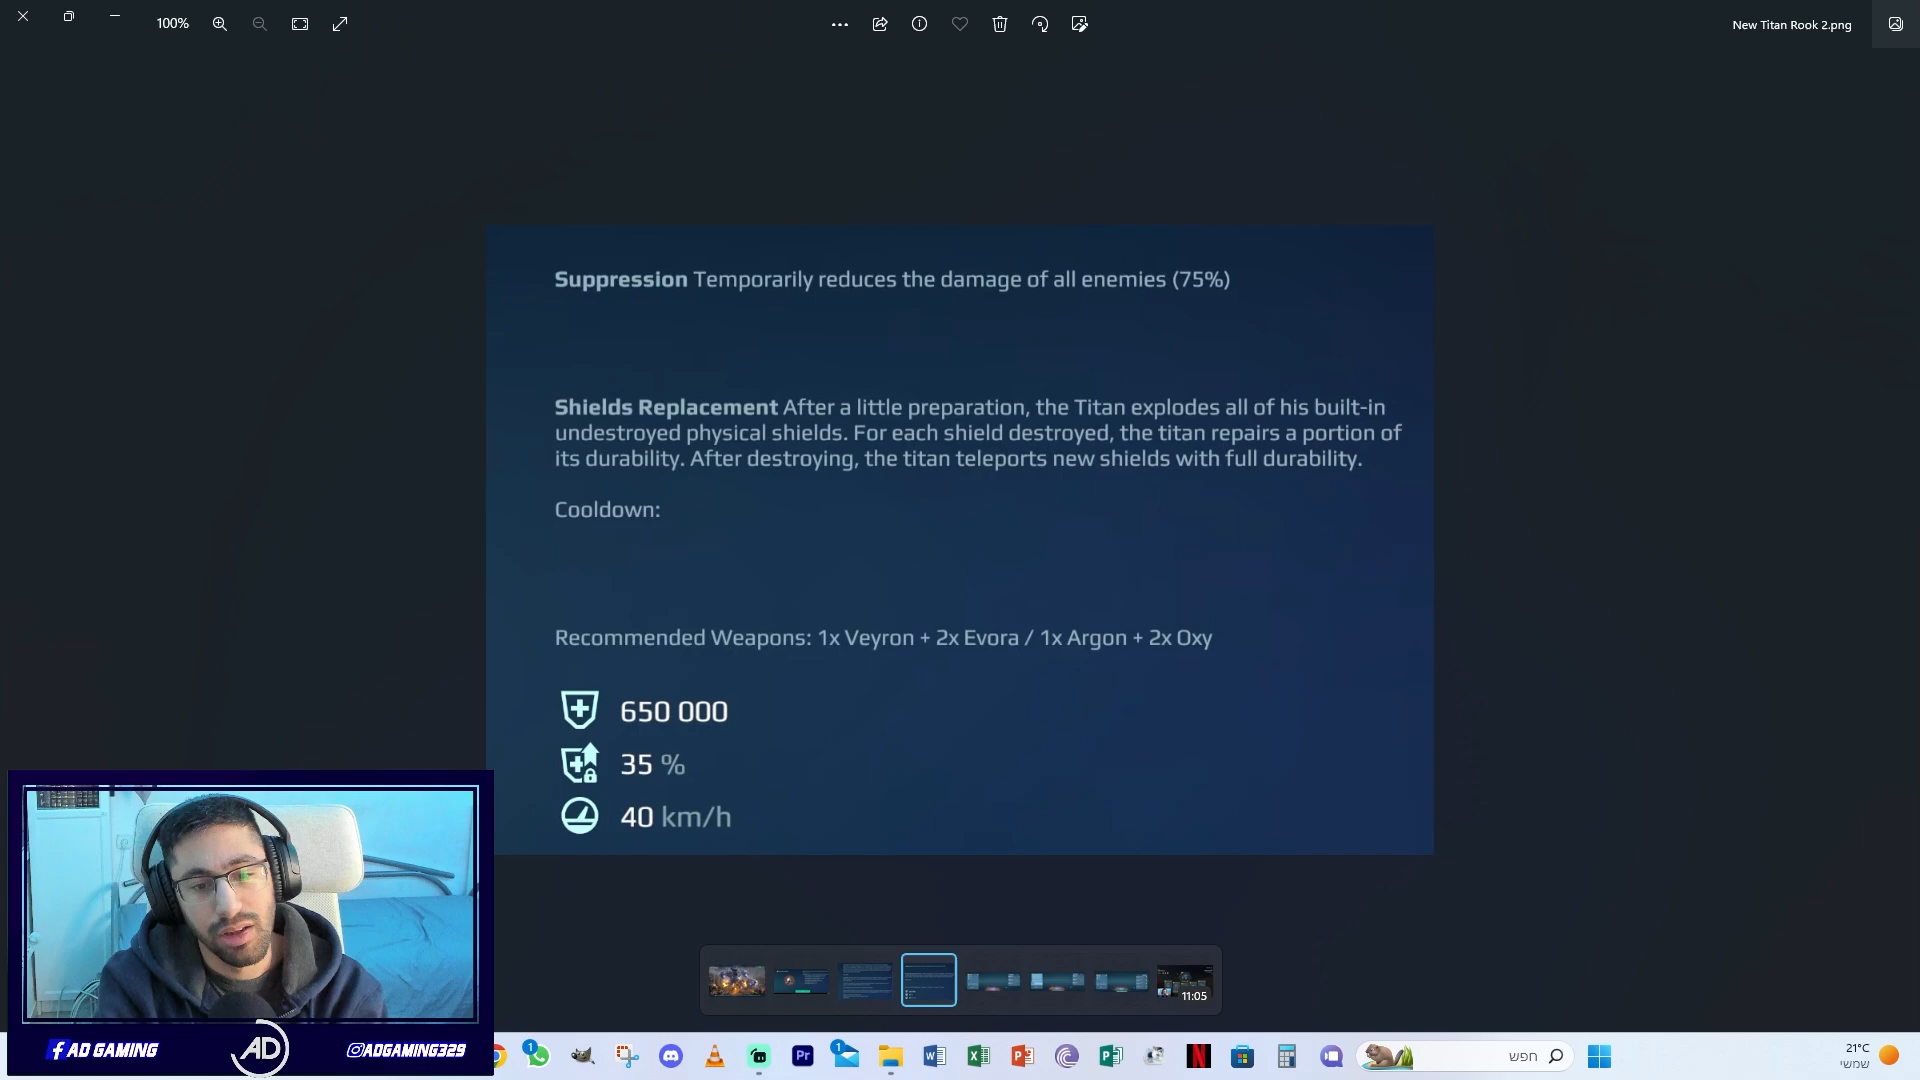 100%
New Titan Rook 2.png
Suppression Temporarily reduces the damage of all enemies (75%)
Shields Replacement After a little preparation, the Titan explodes all of his built-in
undestroyed physical shields. For each shield destroyed, the titan repairs a portion of
its durability. After destroying, the titan teleports new shields with full durability.
Cooldown:
Recommended Weapons: 1x Veyron + 2x Evora / 1x Argon + 2x Oxy
650 000
35 %
40 km/h
11:05
AD GAMING
AD
@ADGAMING329
1
Pr
1
חפש
21°C
שמשי